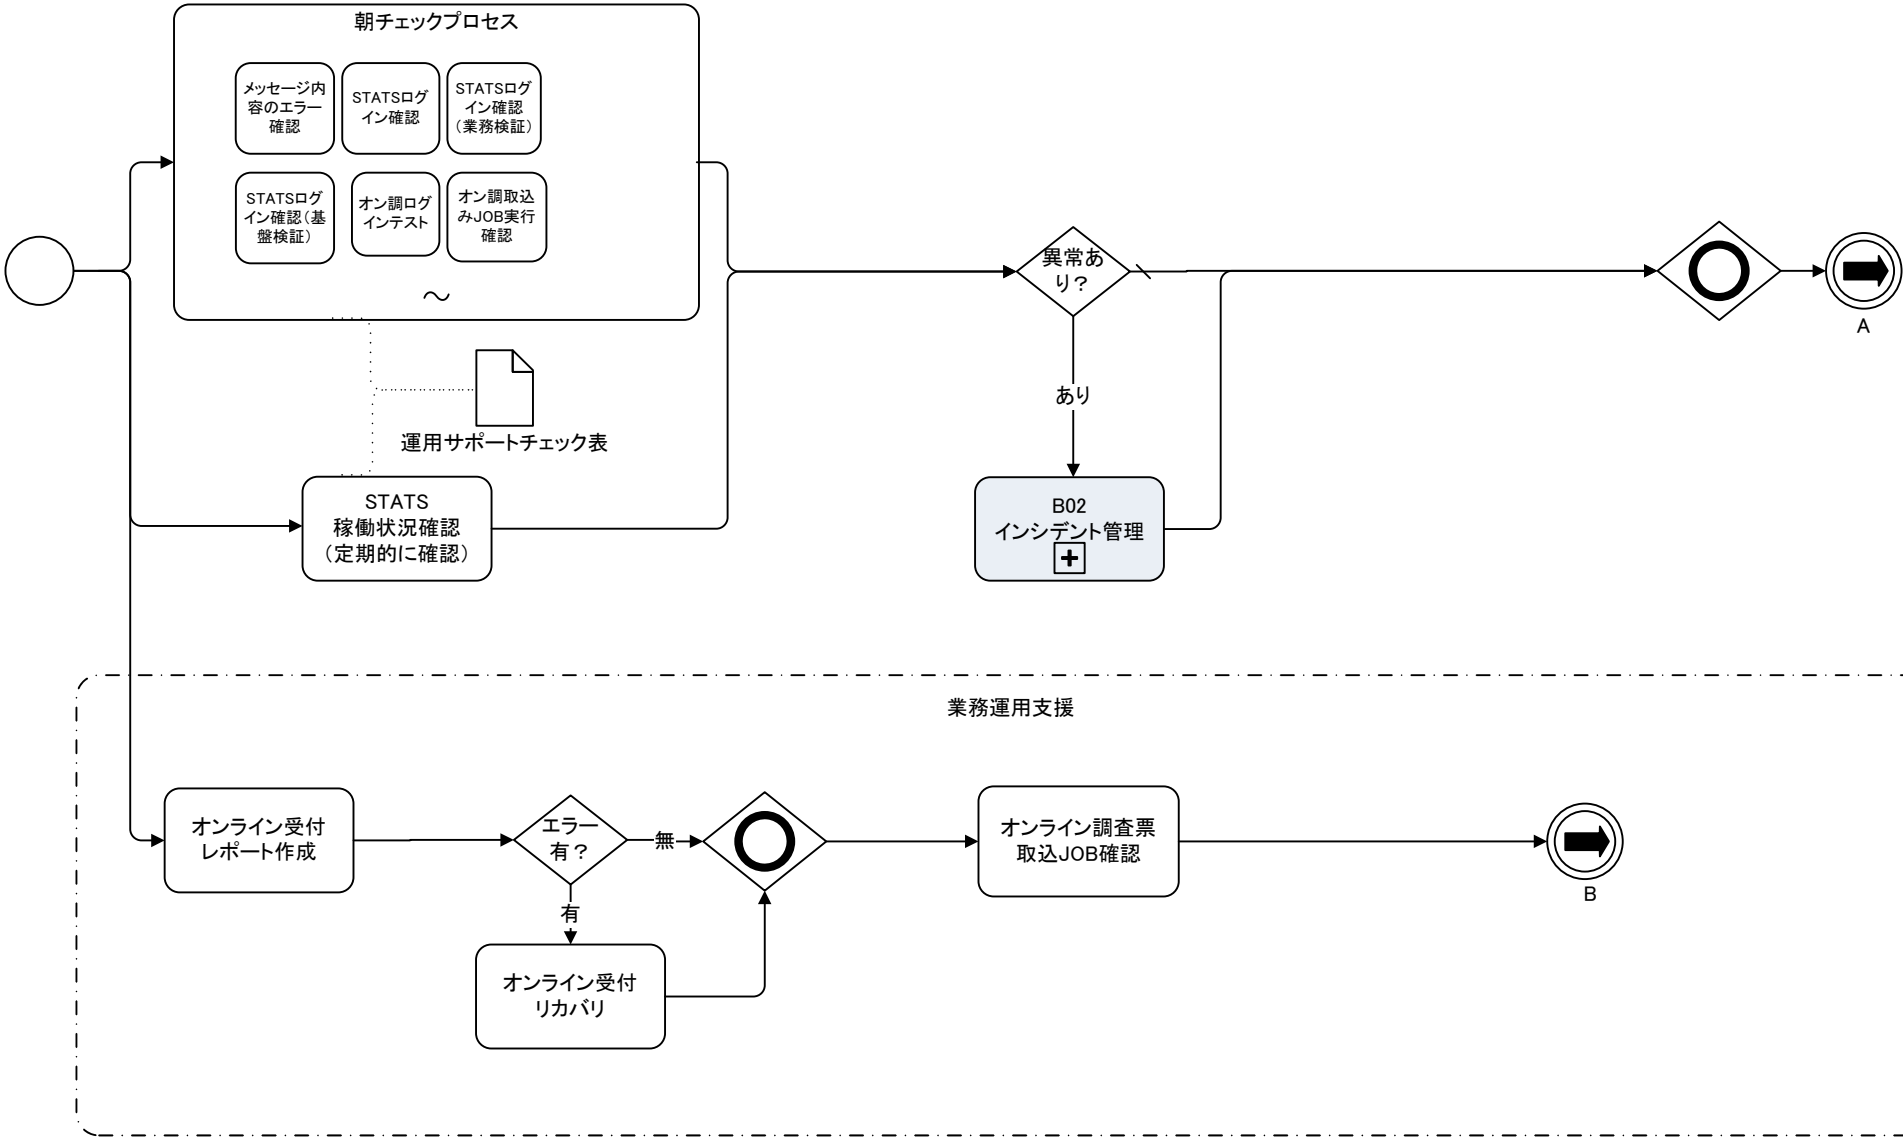 朝チェックプロセス
メッセージ内
容のエラー
確認
STATSログ
イン確認
STATSログ
イン確認
（業務検証）
STATSログ
イン確認（基
盤検証）
オン調ログ
インテスト
オン調取込
みJOB実行
確認
～
異常あ
り？
A
あり
運用サポートチェック表
STATS
稼働状況確認
（定期的に確認）
B02
インシデント管理
業務運用支援
オンライン受付
レポート作成
エラー
有？
無
オンライン調査票
取込JOB確認
B
有
オンライン受付
リカバリ